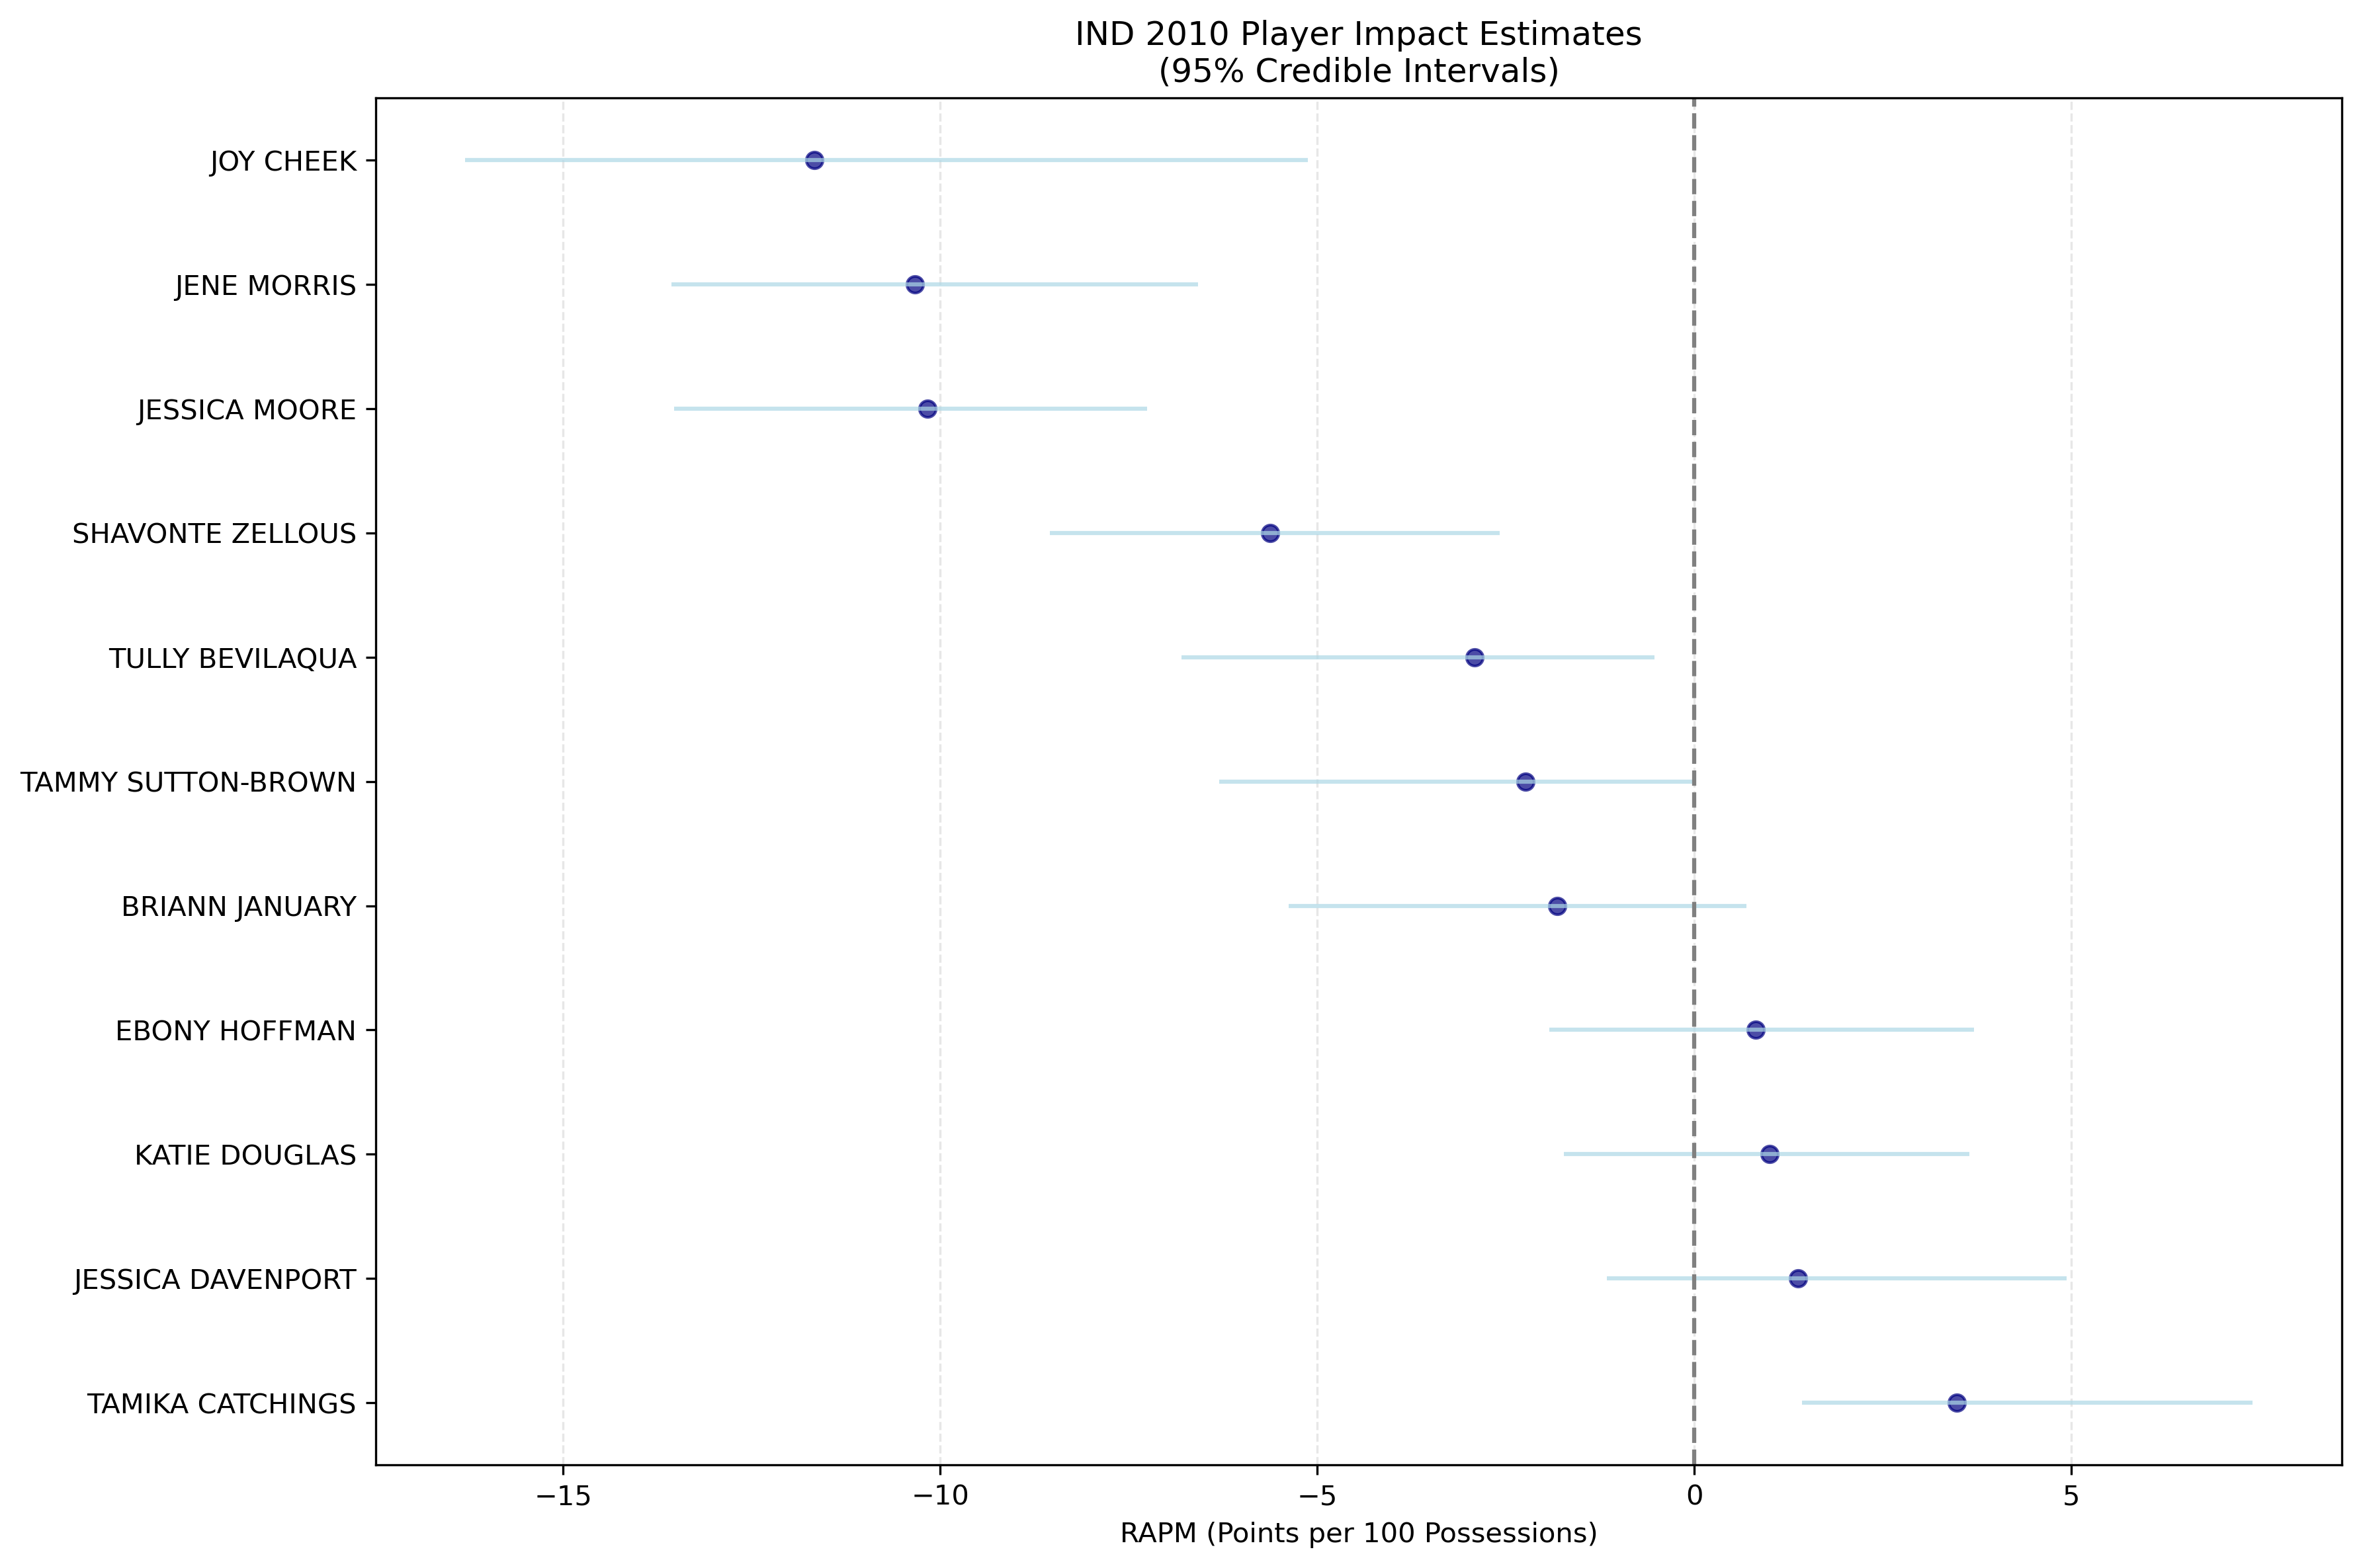 IND 2010 Player Impact Estimates
(95% Credible Intervals)
JOY CHEEK
JENE MORRIS
JESSICA MOORE
SHAVONTE ZELLOUS
TULLY BEVILAQUA
TAMMY SUTTON-BROWN
BRIANN JANUARY
EBONY HOFFMAN
KATIE DOUGLAS
JESSICA DAVENPORT
TAMIKA CATCHINGS
−15 −10 −5 0 5
RAPM (Points per 100 Possessions)